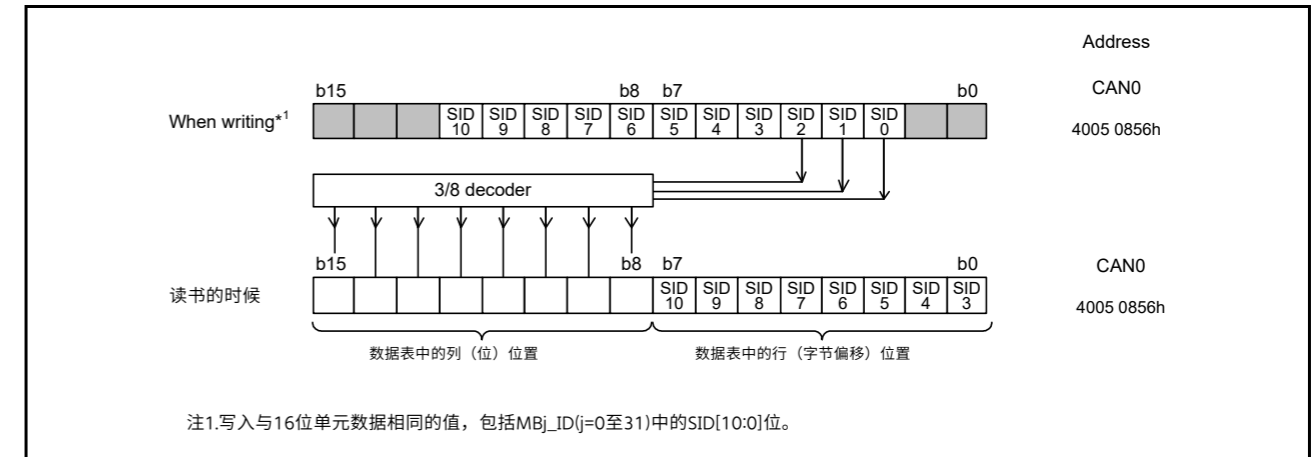 Address
b15 b8 b7 b0 CAN0
When writing*1 SID 10 SID 9 SID 8 SID 7 SID 6 SID 5 SID 4 SID 3 SID 2 SID 1 SID 0 4005 0856h
3/8 decoder
b15 b8 b7 b0 CAN0
读书的时候 SID 10 SID 9 SID 8 SID 7 SID 6 SID 5 SID 4 SID 3 4005 0856h
数据表中的列（位）位置 数据表中的行（字节偏移）位置
注1.写入与16位单元数据相同的值，包括MBj_ID(j=0至31)中的SID[10:0]位。